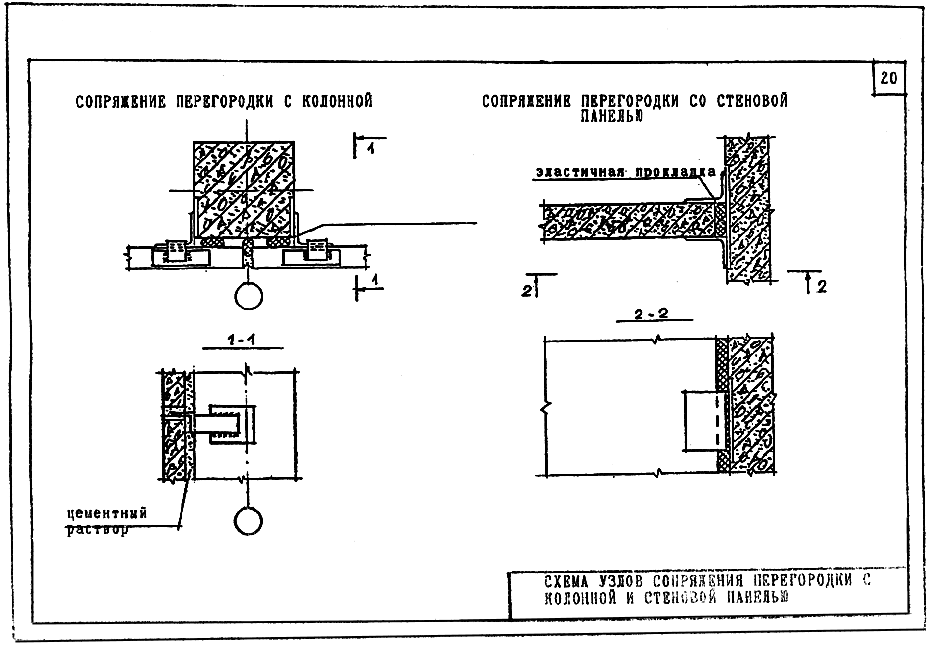 20
СОПРЯЖЕНИЕ ПЕРЕГОРОДКИ С КОЛОННОЙ
СОПРЯЖЕНИЕ ПЕРЕГОРОДКИ СО СТЕНОВОЙ
ПАНЕЛЬЮ
1
эластичная прокладка
1
2
2
1-1
2-2
цементный
раствор
СХЕМА УЗЛОВ СОПРЯЖЕНИЯ ПЕРЕГОРОДКИ С
КОЛОННОЙ И СТЕНОВОЙ ПАНЕЛЬЮ